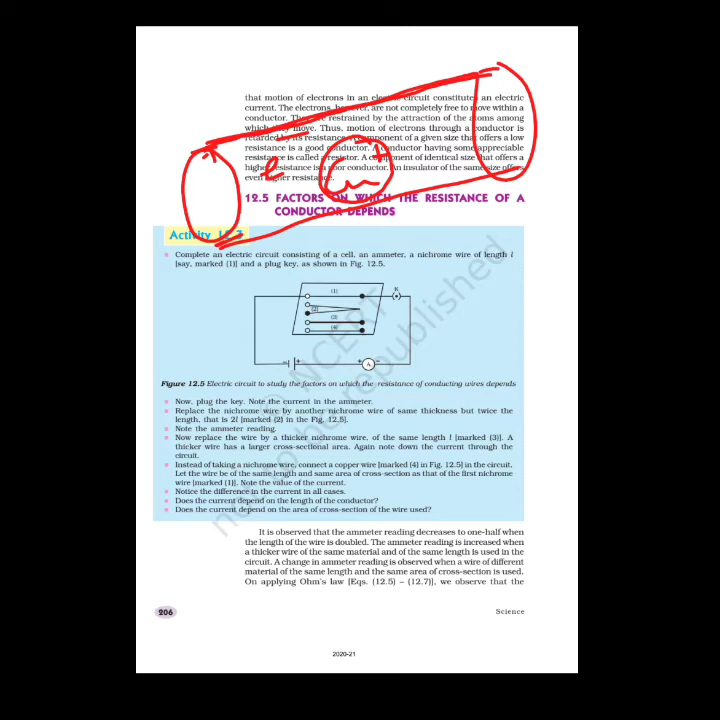 that motion of electrons in an electric circuit constitutes an electric
current. The electrons, however, are not completely free to move within a
conductor. They are restrained by the attraction of the atoms among
which they move. Thus, motion of electrons through a conductor is
retarded by its resistance. A component of a given size that offers a low
resistance is a good conductor. A conductor having some appreciable
resistance is called a resistor. A component of identical size that offers a
higher resistance is a poor conductor. An insulator of the same size offers
even higher resistance.
12.5 FACTORS ON WHICH THE RESISTANCE OF A
CONDUCTOR DEPENDS
Activity 12.3
Complete an electric circuit consisting of a cell, an ammeter, a nichrome wire of length l
[say, marked (1)] and a plug key, as shown in Fig. 12.5.
(1)
K
(2)
(3)
(4)
– +
+ A –
Figure 12.5 Electric circuit to study the factors on which the resistance of conducting wires depends
Now, plug the key. Note the current in the ammeter.
Replace the nichrome wire by another nichrome wire of same thickness but twice the
length, that is 2l [marked (2) in the Fig. 12.5].
Note the ammeter reading.
Now replace the wire by a thicker nichrome wire, of the same length l [marked (3)]. A
thicker wire has a larger cross-sectional area. Again note down the current through the
circuit.
Instead of taking a nichrome wire, connect a copper wire [marked (4) in Fig. 12.5] in the circuit.
Let the wire be of the same length and same area of cross-section as that of the first nichrome
wire [marked (1)]. Note the value of the current.
Notice the difference in the current in all cases.
Does the current depend on the length of the conductor?
Does the current depend on the area of cross-section of the wire used?
© NCERT
not to be republished
It is observed that the ammeter reading decreases to one-half when
the length of the wire is doubled. The ammeter reading is increased when
a thicker wire of the same material and of the same length is used in the
circuit. A change in ammeter reading is observed when a wire of different
material of the same length and the same area of cross-section is used.
On applying Ohm's law [Eqs. (12.5) – (12.7)], we observe that the
206
Science
2020-21